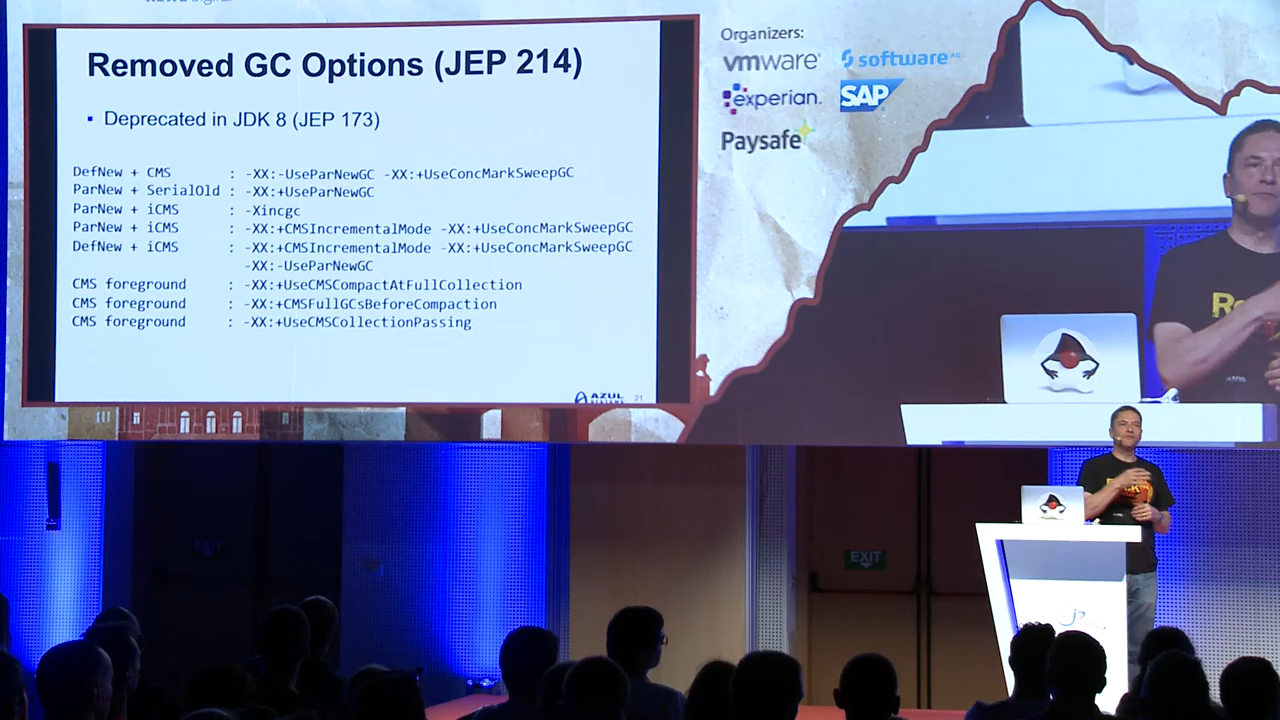 Removed GC Options (JEP 214)
▪ Deprecated in JDK 8 (JEP 173)
DefNew + CMS : -XX:-UseParNewGC -XX:+UseConcMarkSweepGC
ParNew + SerialOld : -XX:+UseParNewGC
ParNew + iCMS : -Xincgc
ParNew + iCMS : -XX:+CMSIncrementalMode -XX:+UseConcMarkSweepGC
DefNew + iCMS : -XX:+CMSIncrementalMode -XX:+UseConcMarkSweepGC
-XX:-UseParNewGC
CMS foreground : -XX:+UseCMSCompactAtFullCollection
CMS foreground : -XX:+CMSFullGCsBeforeCompaction
CMS foreground : -XX:+UseCMSCollectionPassing
AZUL
SYSTEMS
21
Organizers:
vmware
software AG
experian.
SAP
Paysafe
EXIT
EXIT